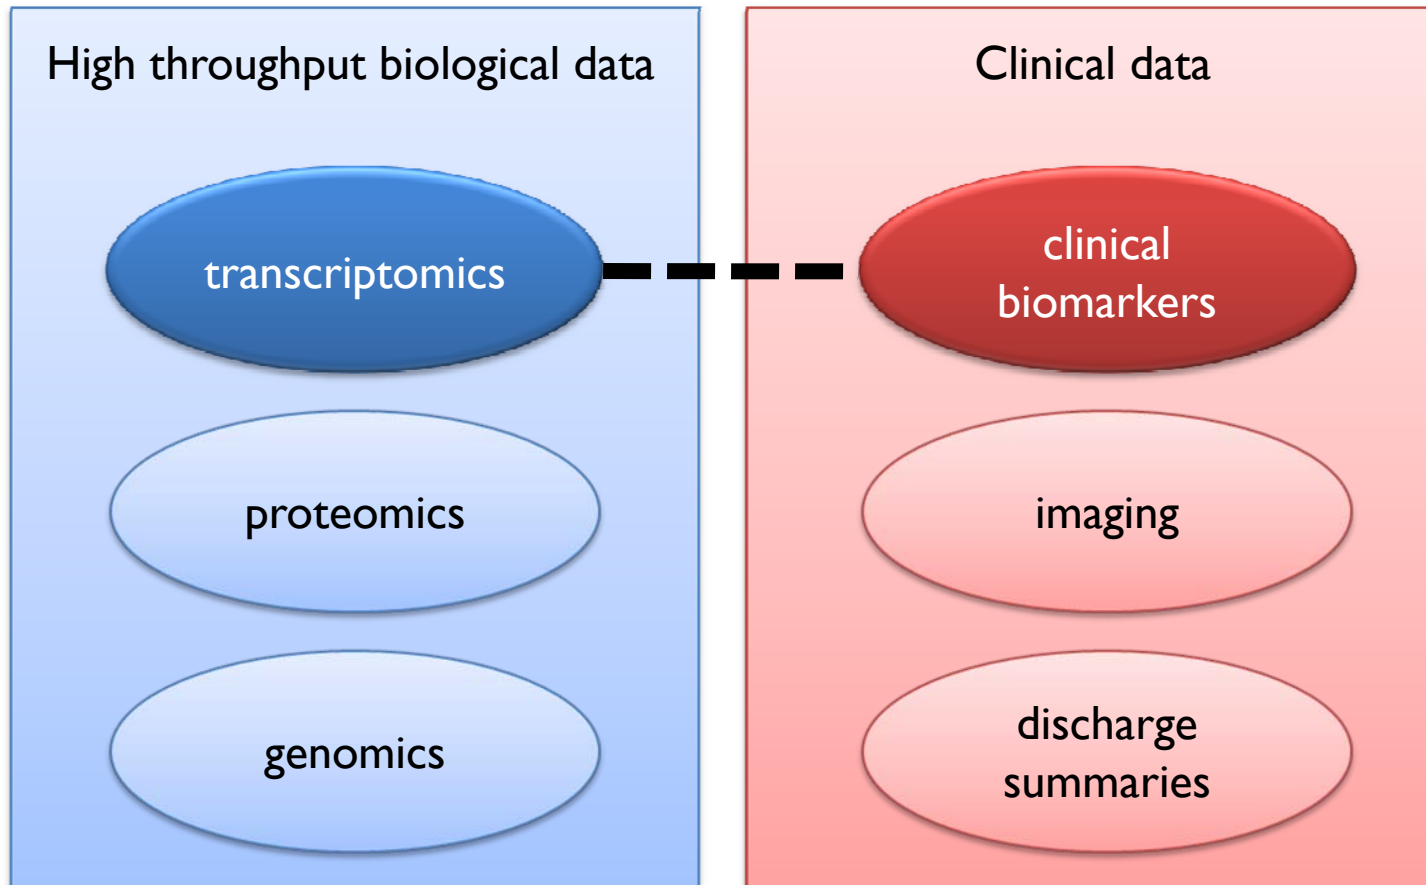 High throughput biological data
transcriptomics
proteomics
genomics
Clinical data
clinical
biomarkers
imaging
discharge
summaries